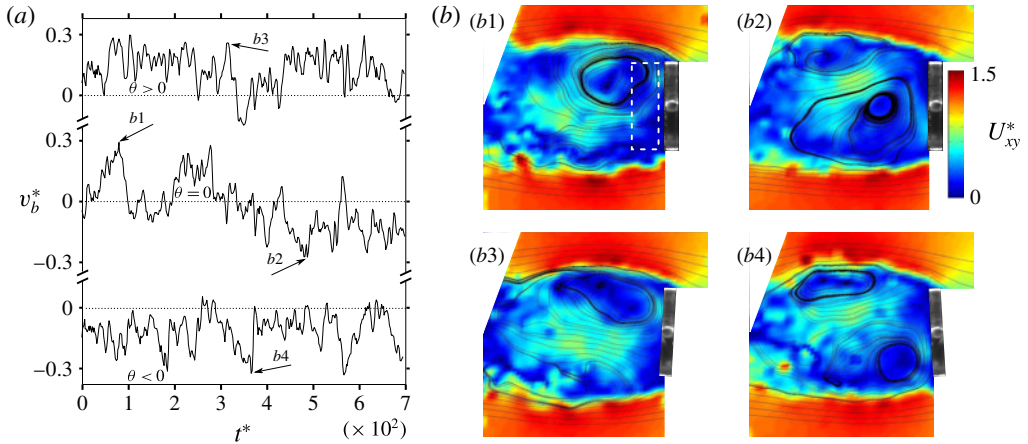 (a)
0.3
0
θ > 0
b3
0.3
0
−0.3
v*b
b1
θ = 0
b2
0
−0.3
θ < 0
b4
0 1 2 3 4 5 6 7
t* (× 10²)
(b)
(b1)
(b2)
1.5
U*xy
0
(b3)
(b4)